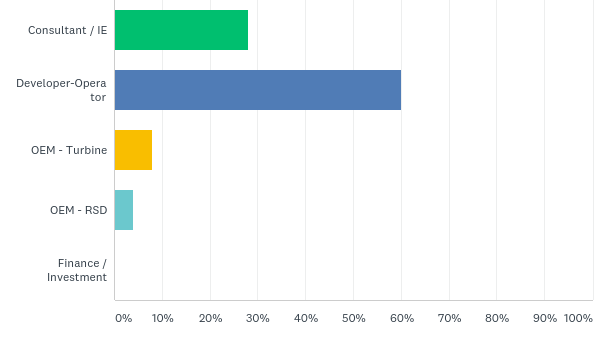 Consultant / IE
Developer-Opera
tor
OEM - Turbine
OEM - RSD
Finance /
Investment
0% 10% 20% 30% 40% 50% 60% 70% 80% 90% 100%